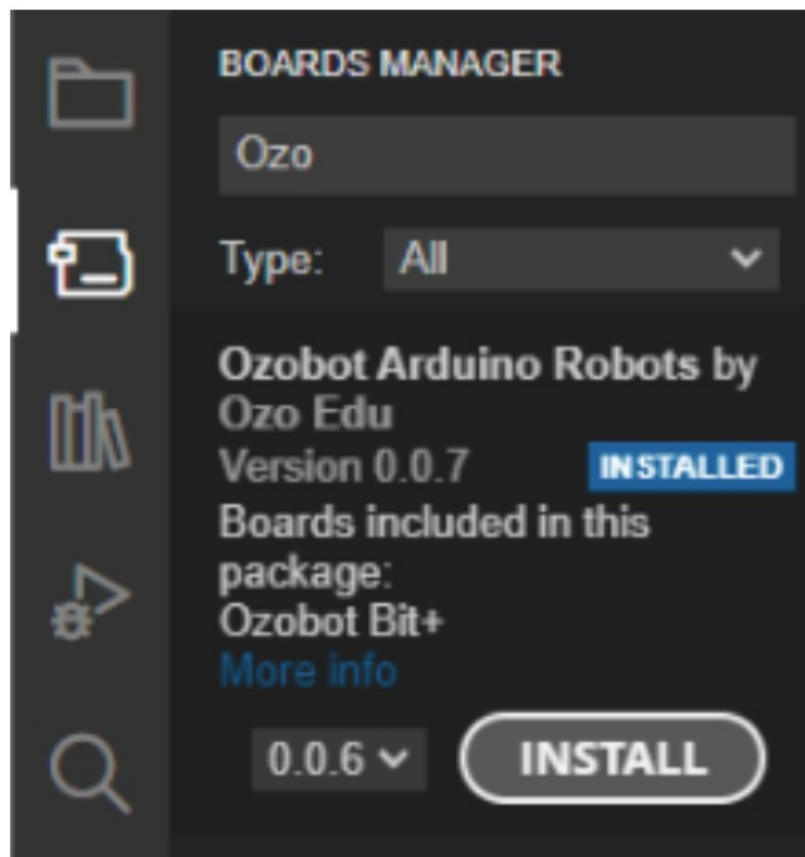 BOARDS MANAGER
Ozo
Type: All
Ozobot Arduino Robots by
Ozo Edu
Version 0.0.7 INSTALLED
Boards included in this
package:
Ozobot Bit+
More info
0.0.6 INSTALL